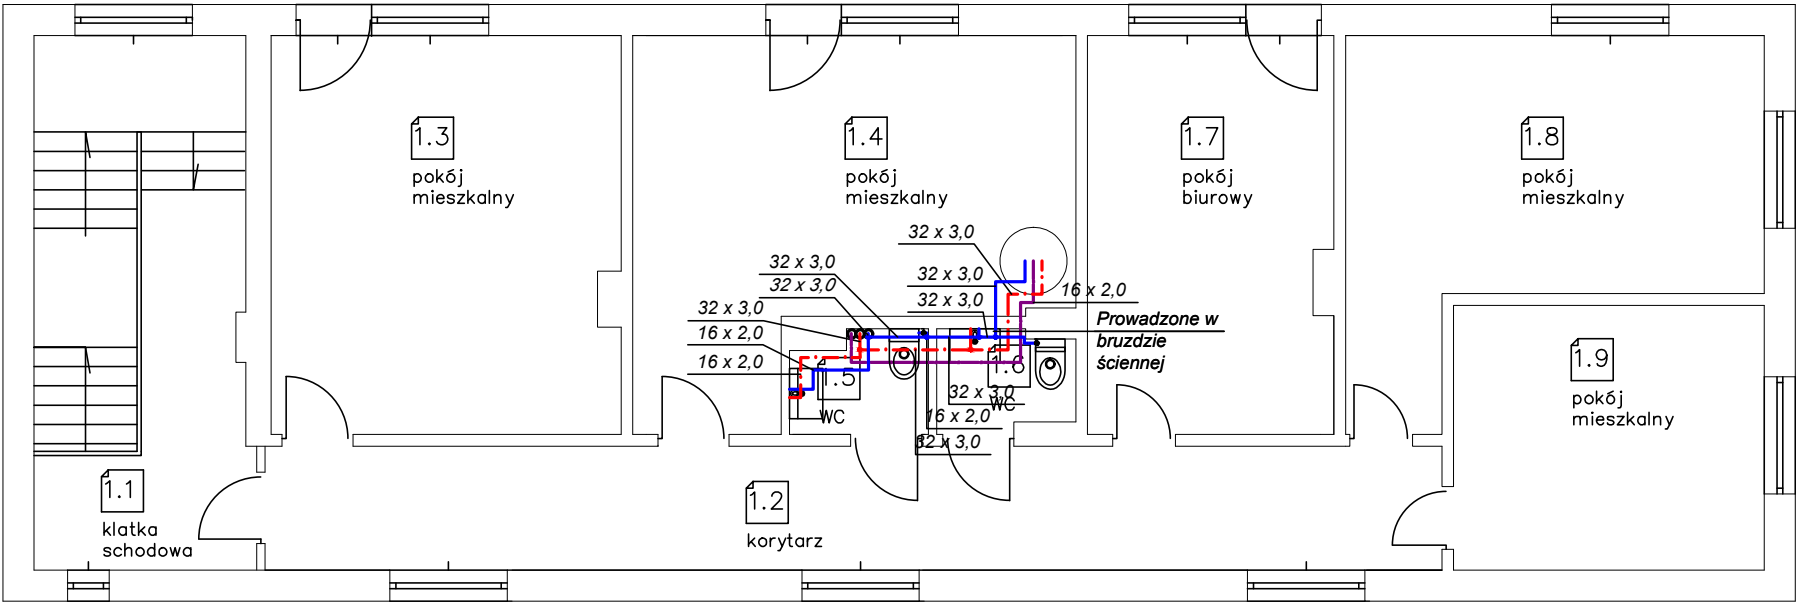 1.3
pokój
mieszkalny
1.4
pokój
mieszkalny
1.7
pokój
biurowy
1.8
pokój
mieszkalny
32 x 3,0
32 x 3,0
32 x 3,0
32 x 3,0
32 x 3,0
16 x 2,0
32 x 3,0
16 x 2,0
16 x 2,0
Prowadzone w
bruzdzie
ściennej
1.5
WC
1.6
WC
32 x 3,0
16 x 2,0
32 x 3,0
1.9
pokój
mieszkalny
1.1
klatka
schodowa
1.2
korytarz